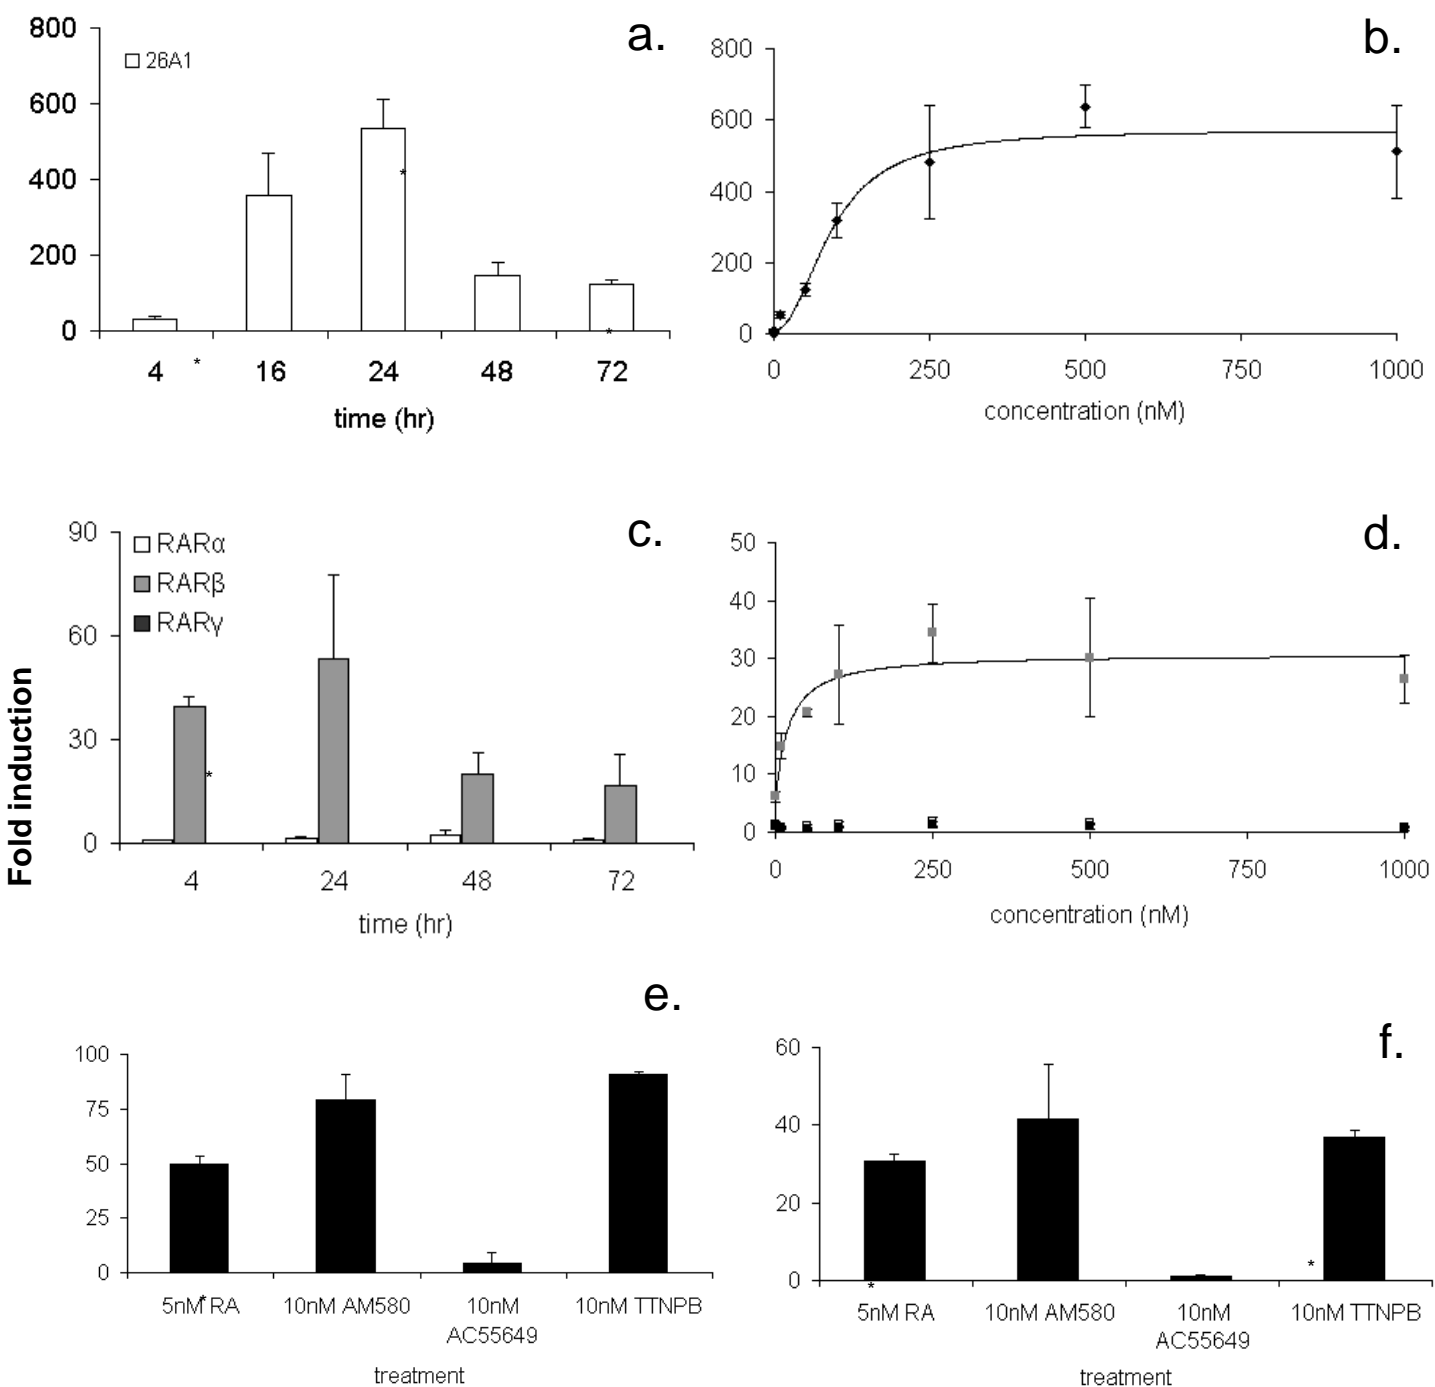 a.
800
26A1
600
400
*
200
0
4 * 16 24 48 72
*
time (hr)
b.
800
600
400
200
0
0 250 500 750 1000
concentration (nM)
Fold induction
c.
90
RARα
RARβ
RARγ
60
30
*
0
4 24 48 72
time (hr)
d.
50
40
30
20
10
0
0 250 500 750 1000
concentration (nM)
e.
100
75
50
25
0
5nM RA 10nM AM580 10nM 10nM TTNPB
*
AC55649
treatment
f.
60
40
20
*
0
*
5nM RA 10nM AM580 10nM 10nM TTNPB
AC55649
treatment